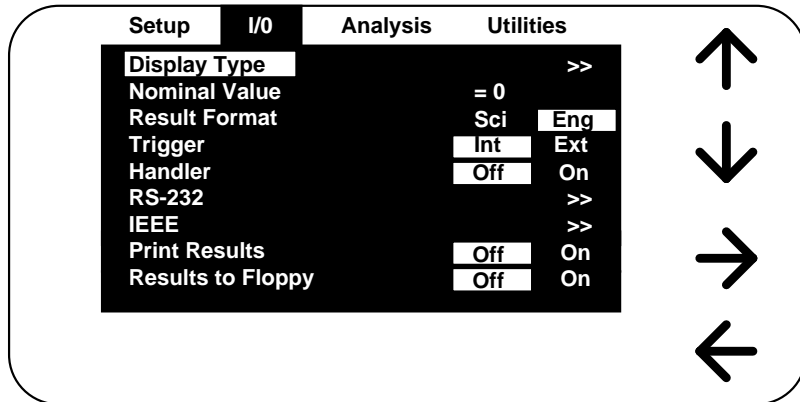 Setup I/0 Analysis Utilities
Display Type >>
Nominal Value = 0
Result Format Sci Eng
Trigger Int Ext
Handler Off On
RS-232 >>
IEEE >>
Print Results Off On
Results to Floppy Off On